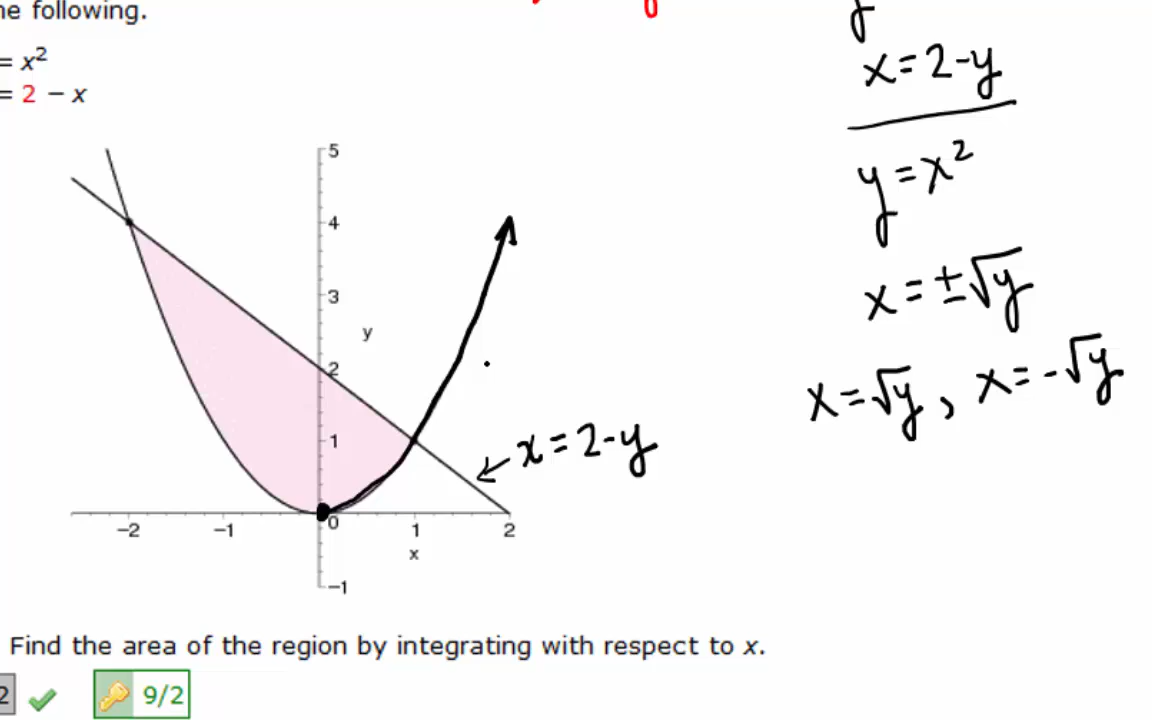 ne following.
= x²
= 2 − x
x = 2 - y
y = x²
x = ± √y
x = √y , x = - √y
5
4
3
y
2
1
x = 2 - y
0
−2 −1 1 2
x
−1
Find the area of the region by integrating with respect to x.
2 9/2